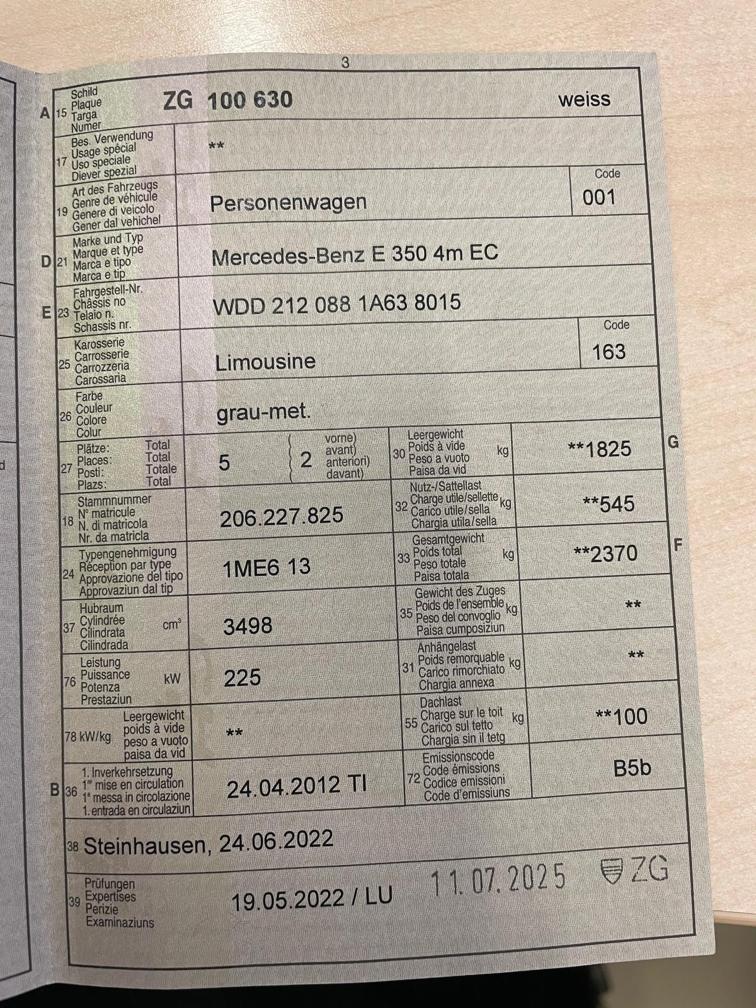 3
A 15 Schild
Plaque
Targa
Numer
ZG 100 630 weiss
17 Bes. Verwendung
Usage spécial
Uso speciale
Diever spezial
**
19 Art des Fahrzeugs
Genre de véhicule
Genere di veicolo
Gener dal vehichel
Personenwagen
Code
001
D 21 Marke und Typ
Marque et type
Marca e tipo
Marca e tip
Mercedes-Benz E 350 4m EC
E 23 Fahrgestell-Nr.
Châssis no
Telaio n.
Schassis nr.
WDD 212 088 1A63 8015
25 Karosserie
Carrosserie
Carrozzeria
Carossaria
Limousine
Code
163
26 Farbe
Couleur
Colore
Colur
grau-met.
27 Plätze: Total
Places: Total
Posti: Totale
Plazs: Total
5
2
vorne)
avant)
anteriori)
davant)
30 Leergewicht
Poids à vide
Peso a vuoto
Paisa da vid
kg
**1825
G
18 Stammnummer
N° matricule
N. di matricola
Nr. da matricla
206.227.825
32 Nutz-/Sattellast
Charge utile/sellette
Carico utile/sella
Chargia utila/sella
kg
**545
24 Typengenehmigung
Réception par type
Approvazione del tipo
Approvaziun dal tip
1ME6 13
33 Gesamtgewicht
Poids total
Peso totale
Paisa totala
kg
**2370
F
37 Hubraum
Cylindrée
Cilindrata
Cilindrada
cm³
3498
35 Gewicht des Zuges
Poids de l'ensemble
Peso del convoglio
Paisa cumposiziun
kg
**
76 Leistung
Puissance
Potenza
Prestaziun
kW
225
31 Anhängelast
Poids remorquable
Carico rimorchiato
Chargia annexa
kg
**
78 kW/kg Leergewicht
poids à vide
peso a vuoto
paisa da vid
**
55 Dachlast
Charge sur le toit
Carico sul tetto
Chargia sin il tetg
kg
**100
B 36 1. Inverkehrsetzung
1re mise en circulation
1a messa in circolazione
1. entrada en circulaziun
24.04.2012 TI
72 Emissionscode
Code émissions
Codice emissioni
Code d'emissiuns
B5b
38 Steinhausen, 24.06.2022
39 Prüfungen
Expertises
Perizie
Examinaziuns
19.05.2022 / LU
11.07.2025 ZG